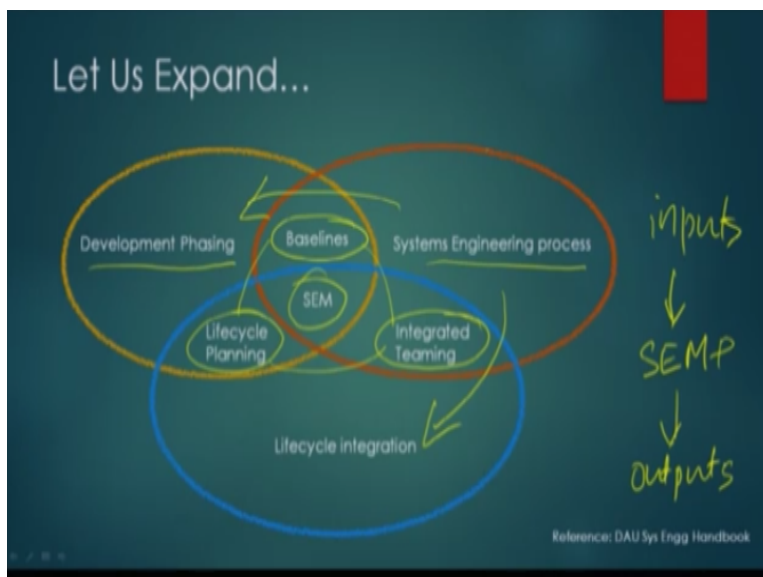 Let Us Expand...
Development Phasing
Baselines
Systems Engineering process
SEM
Lifecycle
Planning
Integrated
Teaming
Lifecycle integration
inputs
SEMP
outputs
Reference: DAU Sys Engg Handbook